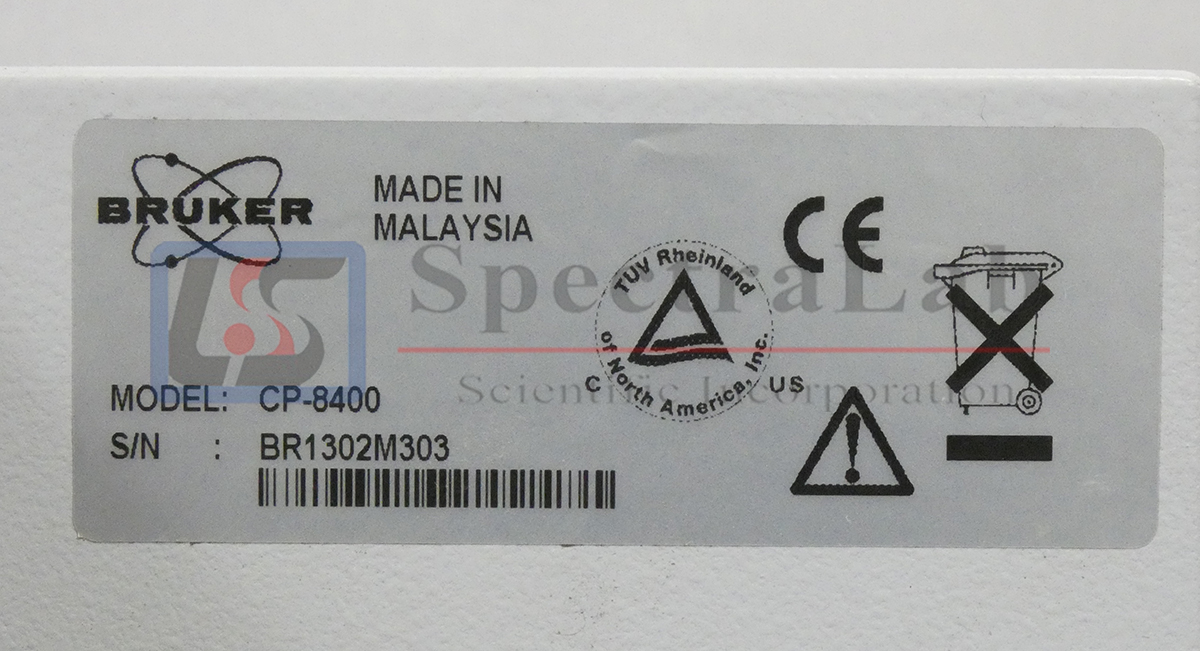 BRUKER
MADE IN
MALAYSIA
CE
SpectraLab
Scientific Incorporation
LS
TUV Rheinland
of North America, Inc.
C US
MODEL: CP-8400
S/N : BR1302M303